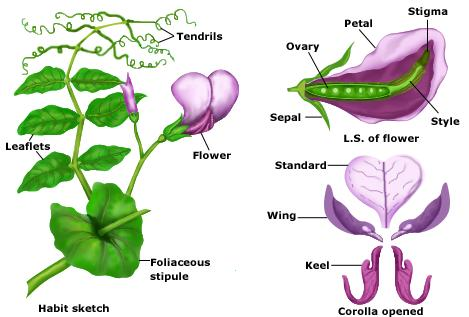 Tendrils
Leaflets
Flower
Foliaceous
stipule
Habit sketch
Stigma
Petal
Ovary
Sepal
Style
L.S. of flower
Standard
Wing
Keel
Corolla opened